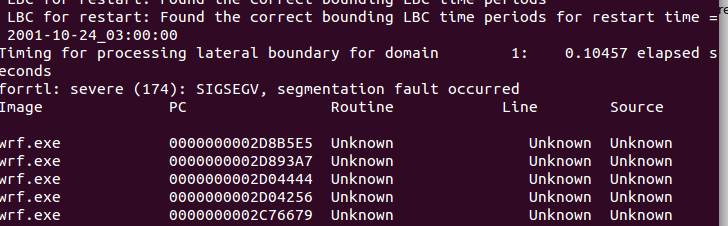 LBC for restart: Found the correct bounding LBC time periods
LBC for restart: Found the correct bounding LBC time periods for restart time =
2001-10-24_03:00:00
Timing for processing lateral boundary for domain 1: 0.10457 elapsed s
econds
forrtl: severe (174): SIGSEGV, segmentation fault occurred
Image PC Routine Line Source
wrf.exe 0000000002D8B5E5 Unknown Unknown Unknown
wrf.exe 0000000002D893A7 Unknown Unknown Unknown
wrf.exe 0000000002D04444 Unknown Unknown Unknown
wrf.exe 0000000002D04256 Unknown Unknown Unknown
wrf.exe 0000000002C76679 Unknown Unknown Unknown